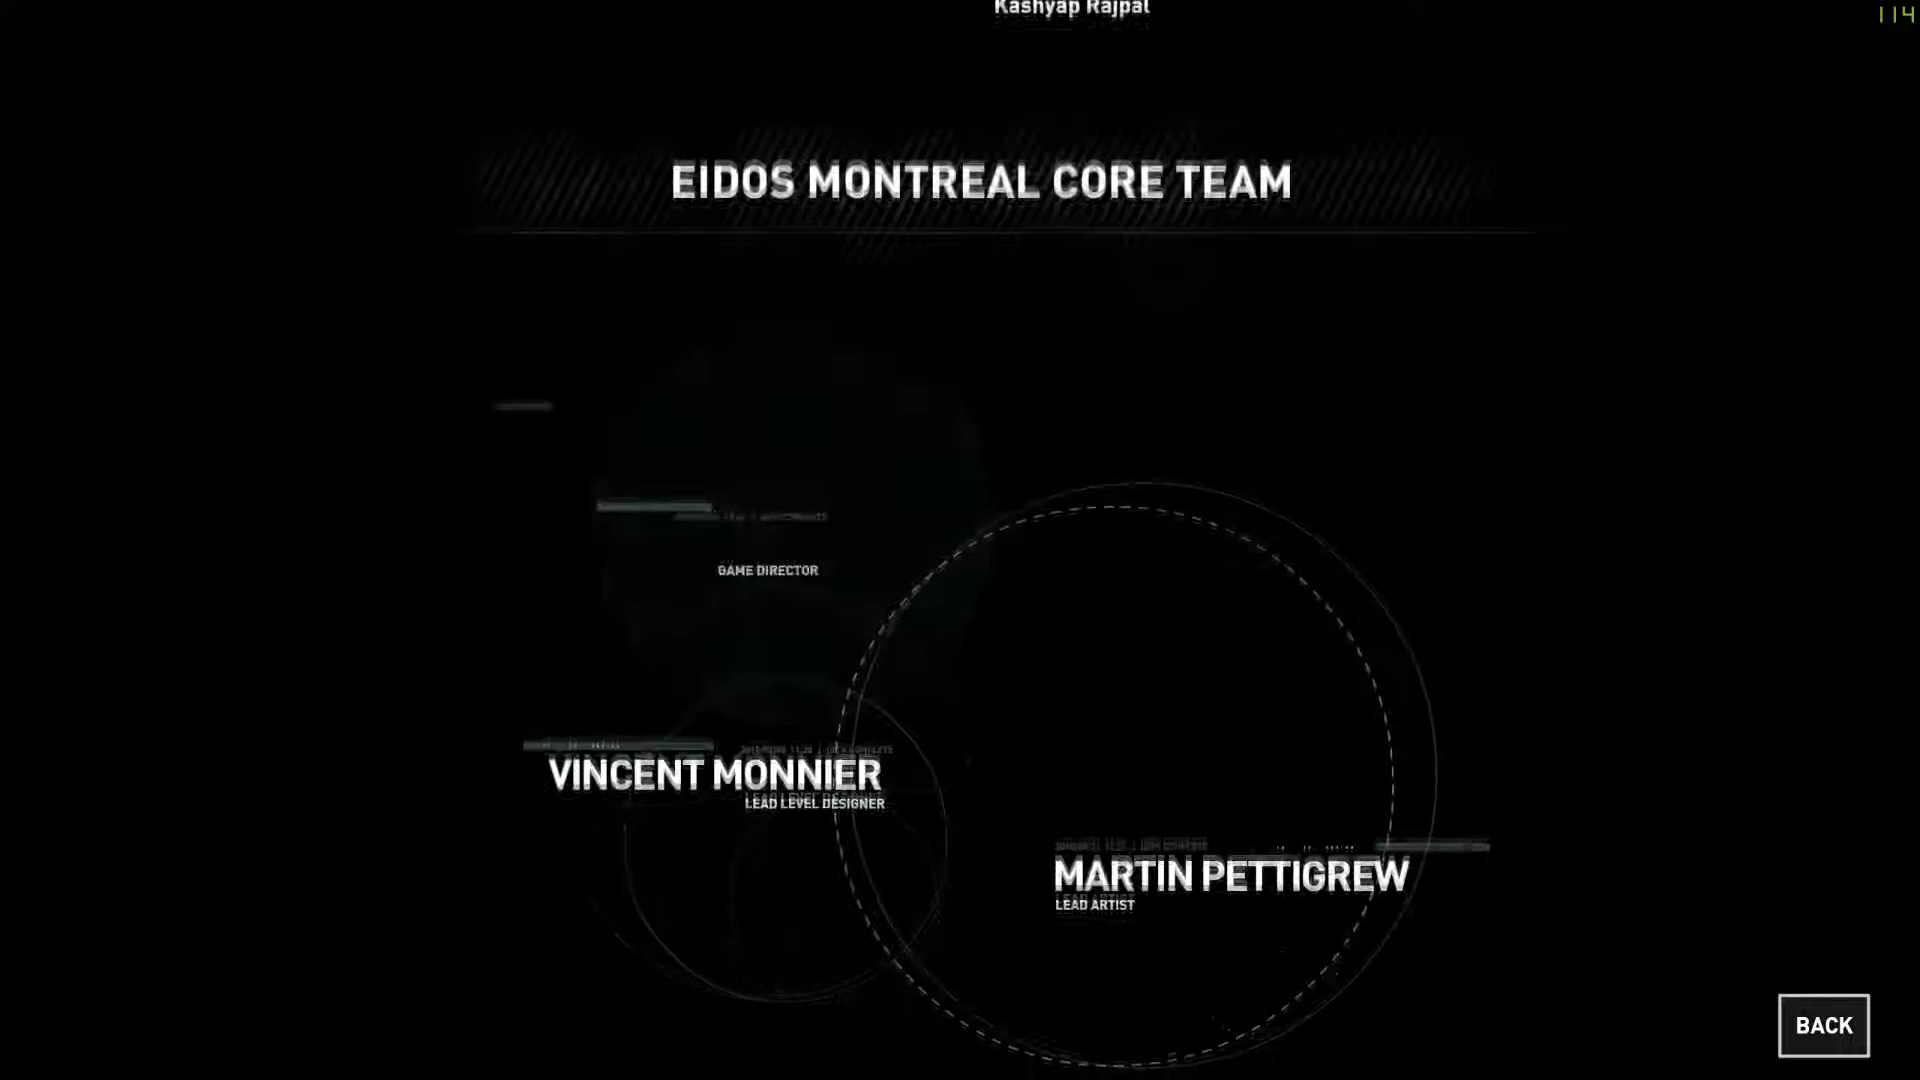 Kashyap Rajpal
114
EIDOS MONTREAL CORE TEAM
GAME DIRECTOR
VINCENT MONNIER
LEAD LEVEL DESIGNER
MARTIN PETTIGREW
LEAD ARTIST
BACK